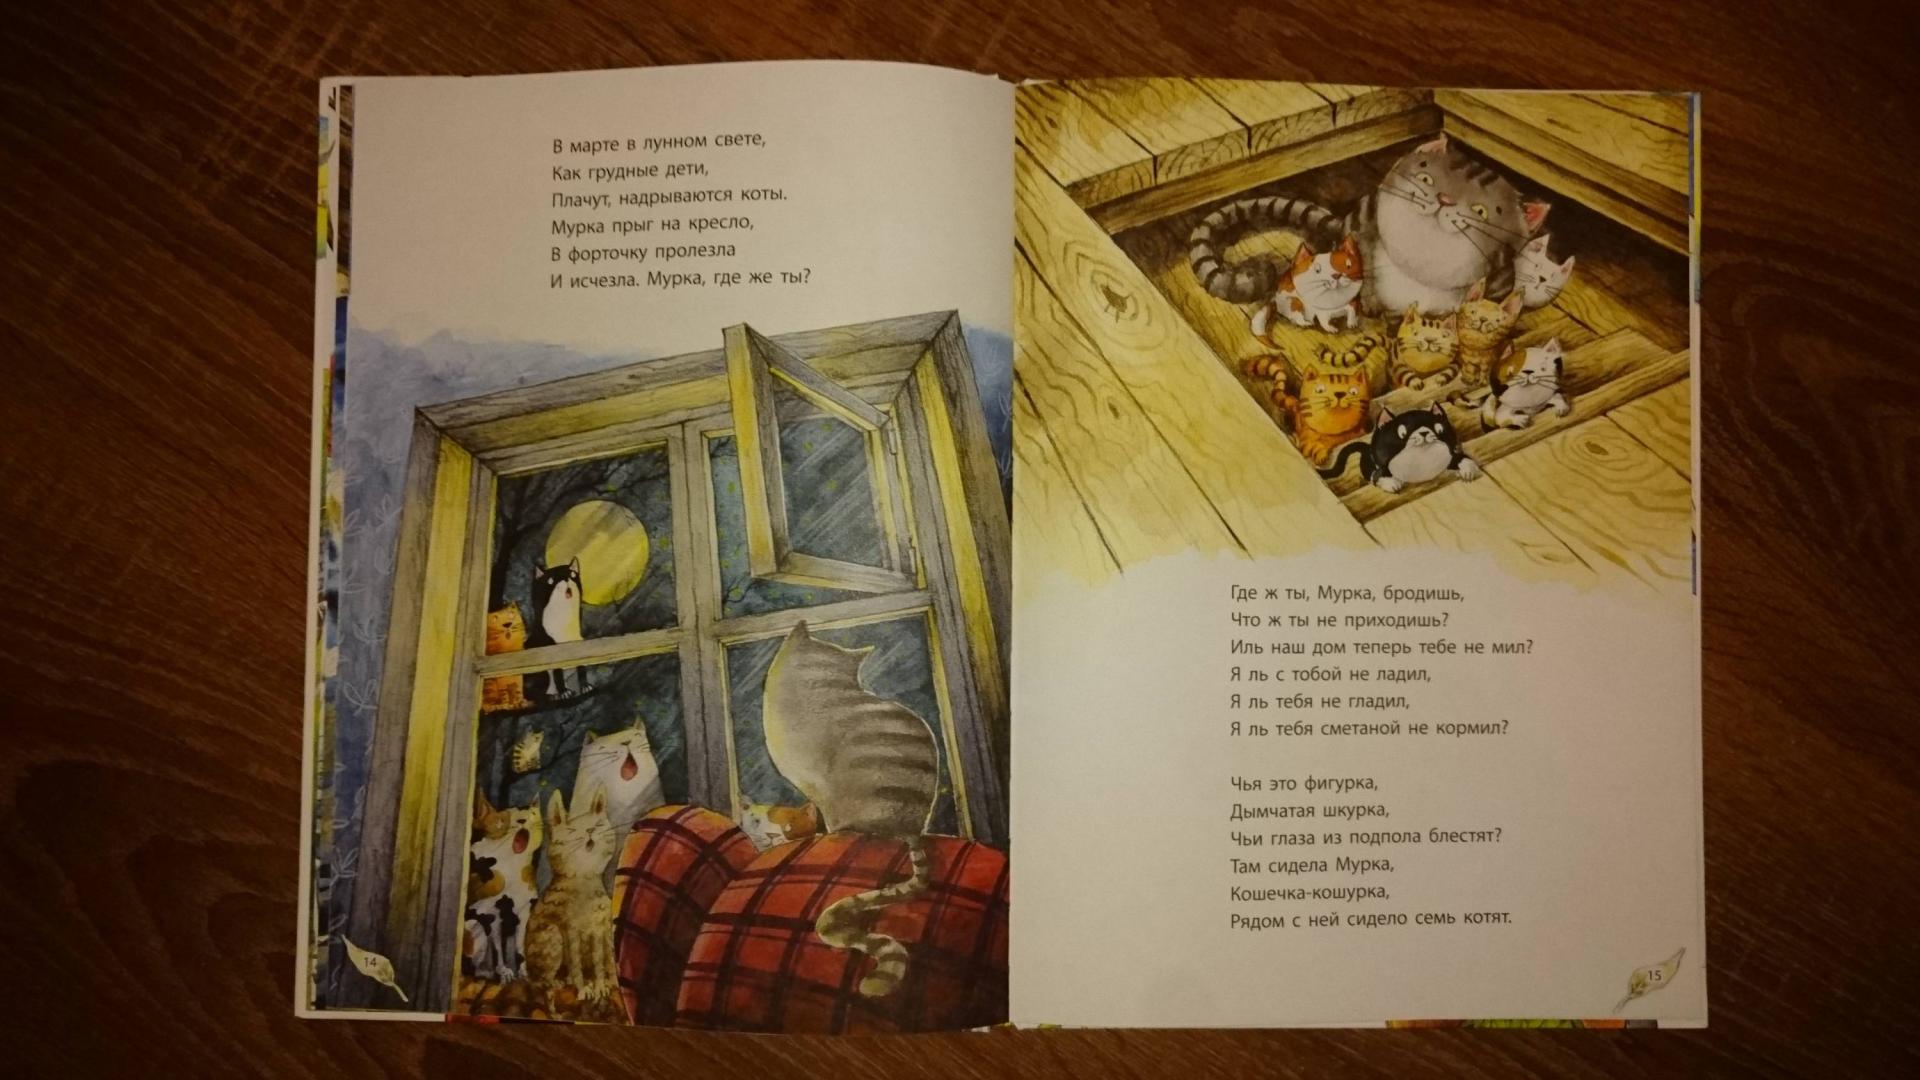 В марте в лунном свете,
Как грудные дети,
Плачут, надрываются коты.
Мурка прыг на кресло,
В форточку пролезла
И исчезла. Мурка, где же ты?
14
Где ж ты, Мурка, бродишь,
Что ж ты не приходишь?
Иль наш дом теперь тебе не мил?
Я ль с тобой не ладил,
Я ль тебя не гладил,
Я ль тебя сметаной не кормил?
Чья это фигурка,
Дымчатая шкурка,
Чьи глаза из подпола блестят?
Там сидела Мурка,
Кошечка-кошурка,
Рядом с ней сидело семь котят.
15